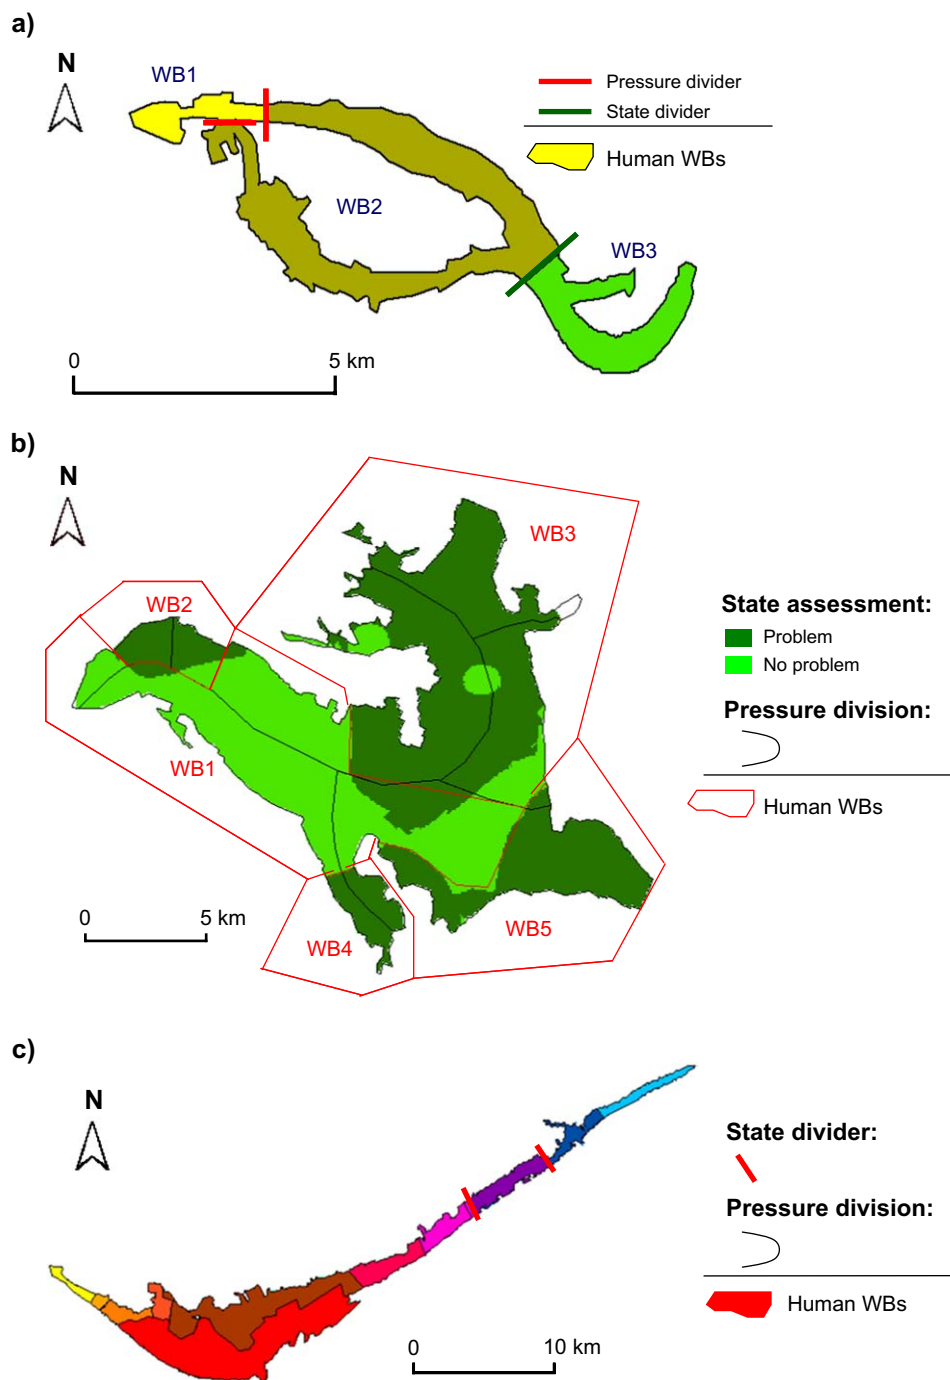 a)
N
WB1
Pressure divider
State divider
Human WBs
WB2
WB3
0 5 km
b)
N
WB3
WB2
State assessment:
Problem
No problem
Pressure division:
WB1
Human WBs
0 5 km
WB5
WB4
c)
N
State divider:
Pressure division:
Human WBs
0 10 km